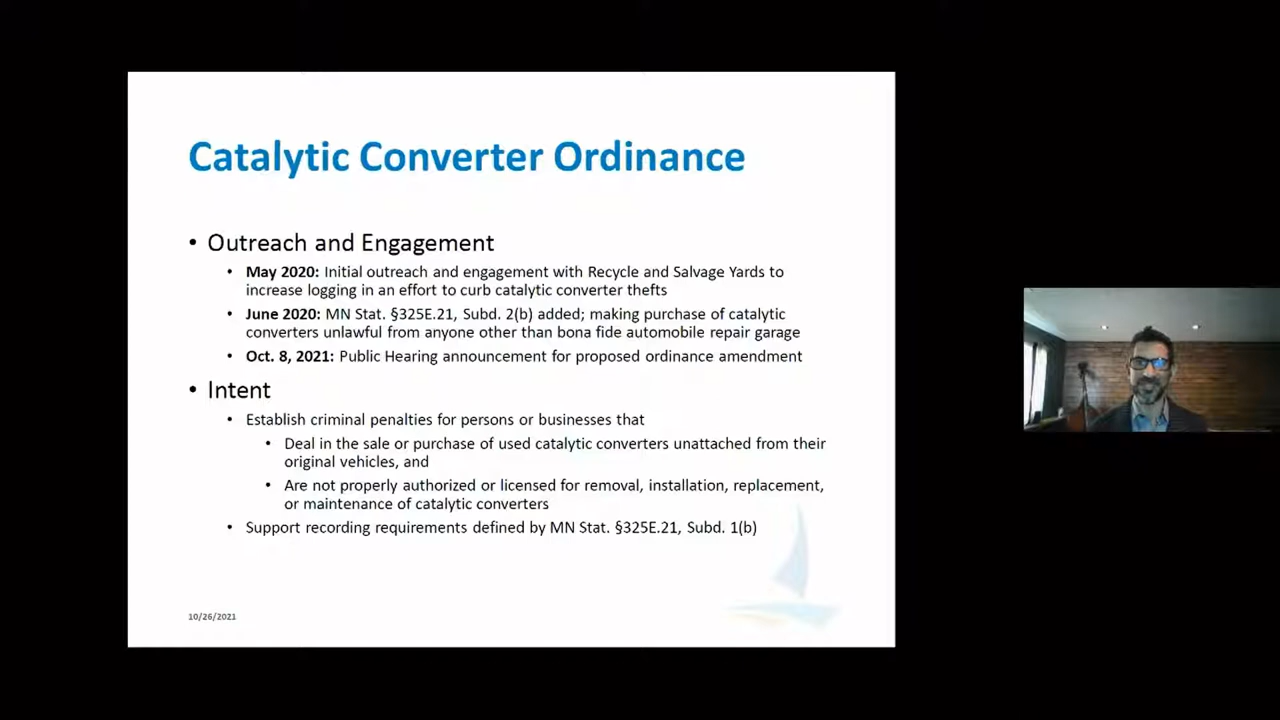 Catalytic Converter Ordinance
• Outreach and Engagement
• May 2020: Initial outreach and engagement with Recycle and Salvage Yards to
increase logging in an effort to curb catalytic converter thefts
• June 2020: MN Stat. §325E.21, Subd. 2(b) added; making purchase of catalytic
converters unlawful from anyone other than bona fide automobile repair garage
• Oct. 8, 2021: Public Hearing announcement for proposed ordinance amendment
• Intent
• Establish criminal penalties for persons or businesses that
• Deal in the sale or purchase of used catalytic converters unattached from their
original vehicles, and
• Are not properly authorized or licensed for removal, installation, replacement,
or maintenance of catalytic converters
• Support recording requirements defined by MN Stat. §325E.21, Subd. 1(b)
10/26/2021